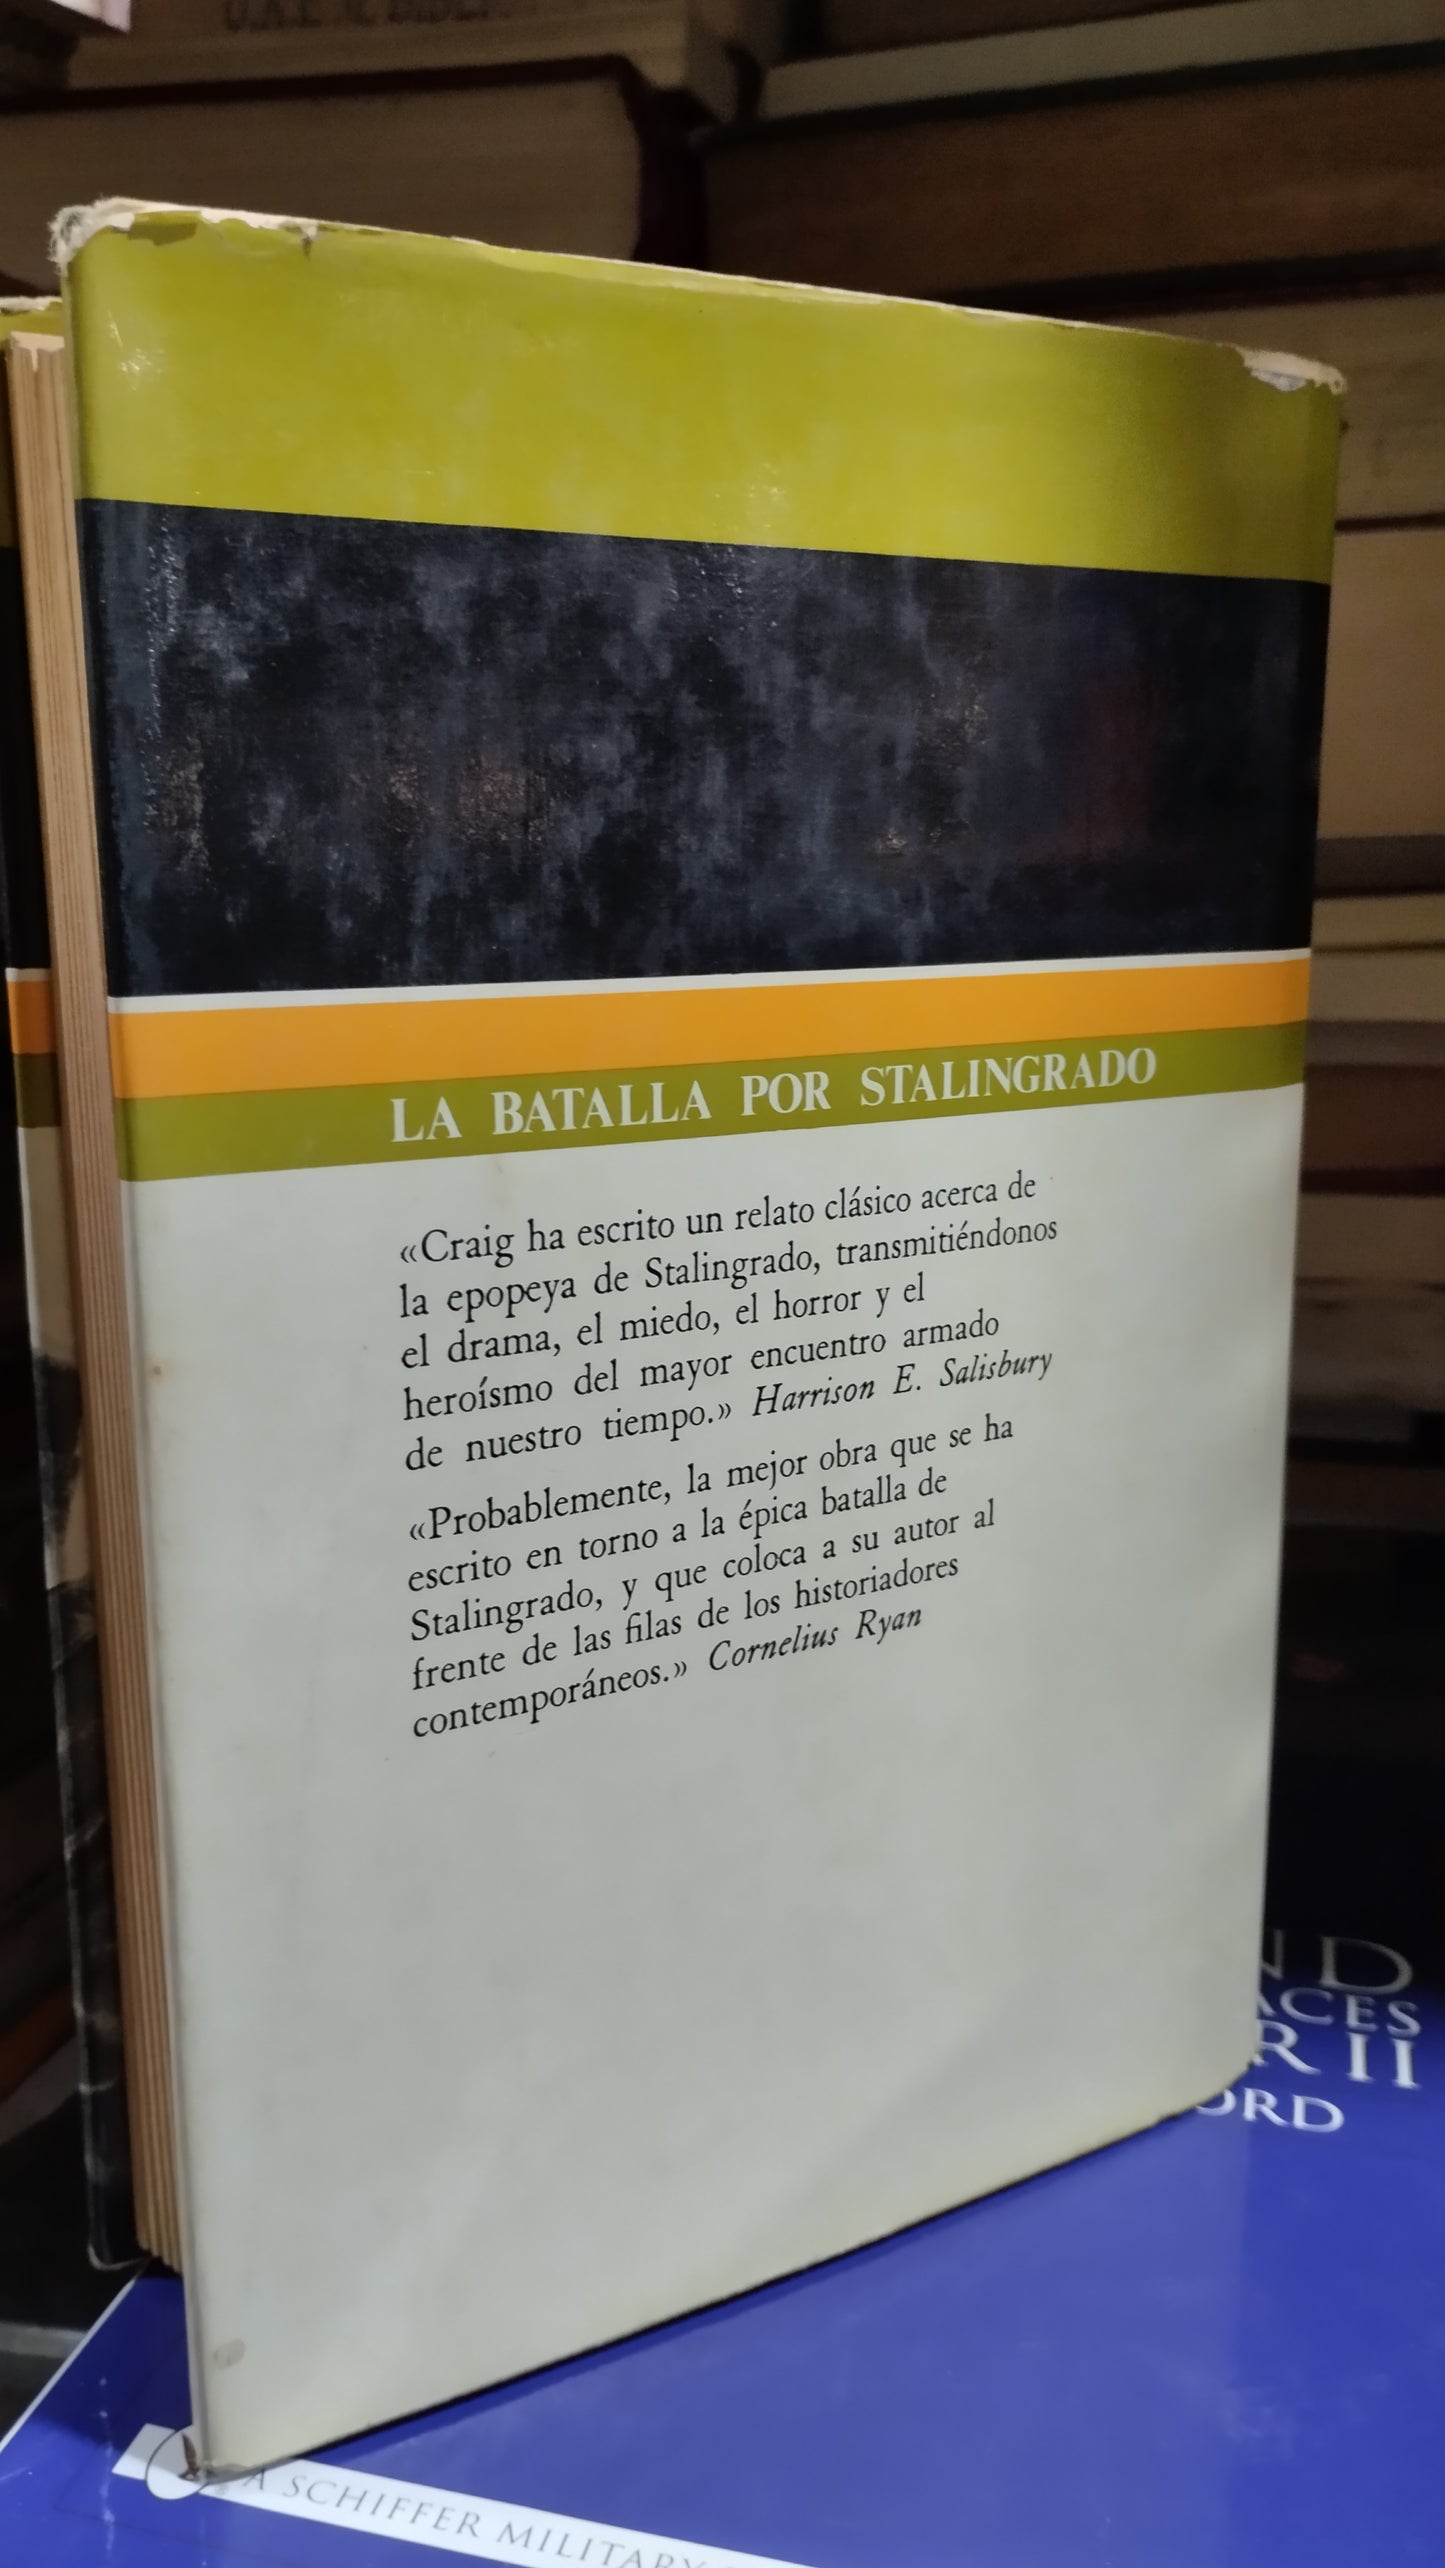 LA BATALLA POR STALINGRADO
«Craig ha escrito un relato clásico acerca de
la epopeya de Stalingrado, transmitiéndonos
el drama, el miedo, el horror y el
heroísmo del mayor encuentro armado
de nuestro tiempo.» Harrison E. Salisbury
«Probablemente, la mejor obra que se ha
escrito en torno a la épica batalla de
Stalingrado, y que coloca a su autor al
frente de las filas de los historiadores
contemporáneos.» Cornelius Ryan
II
A SCHIFFER MILITARY